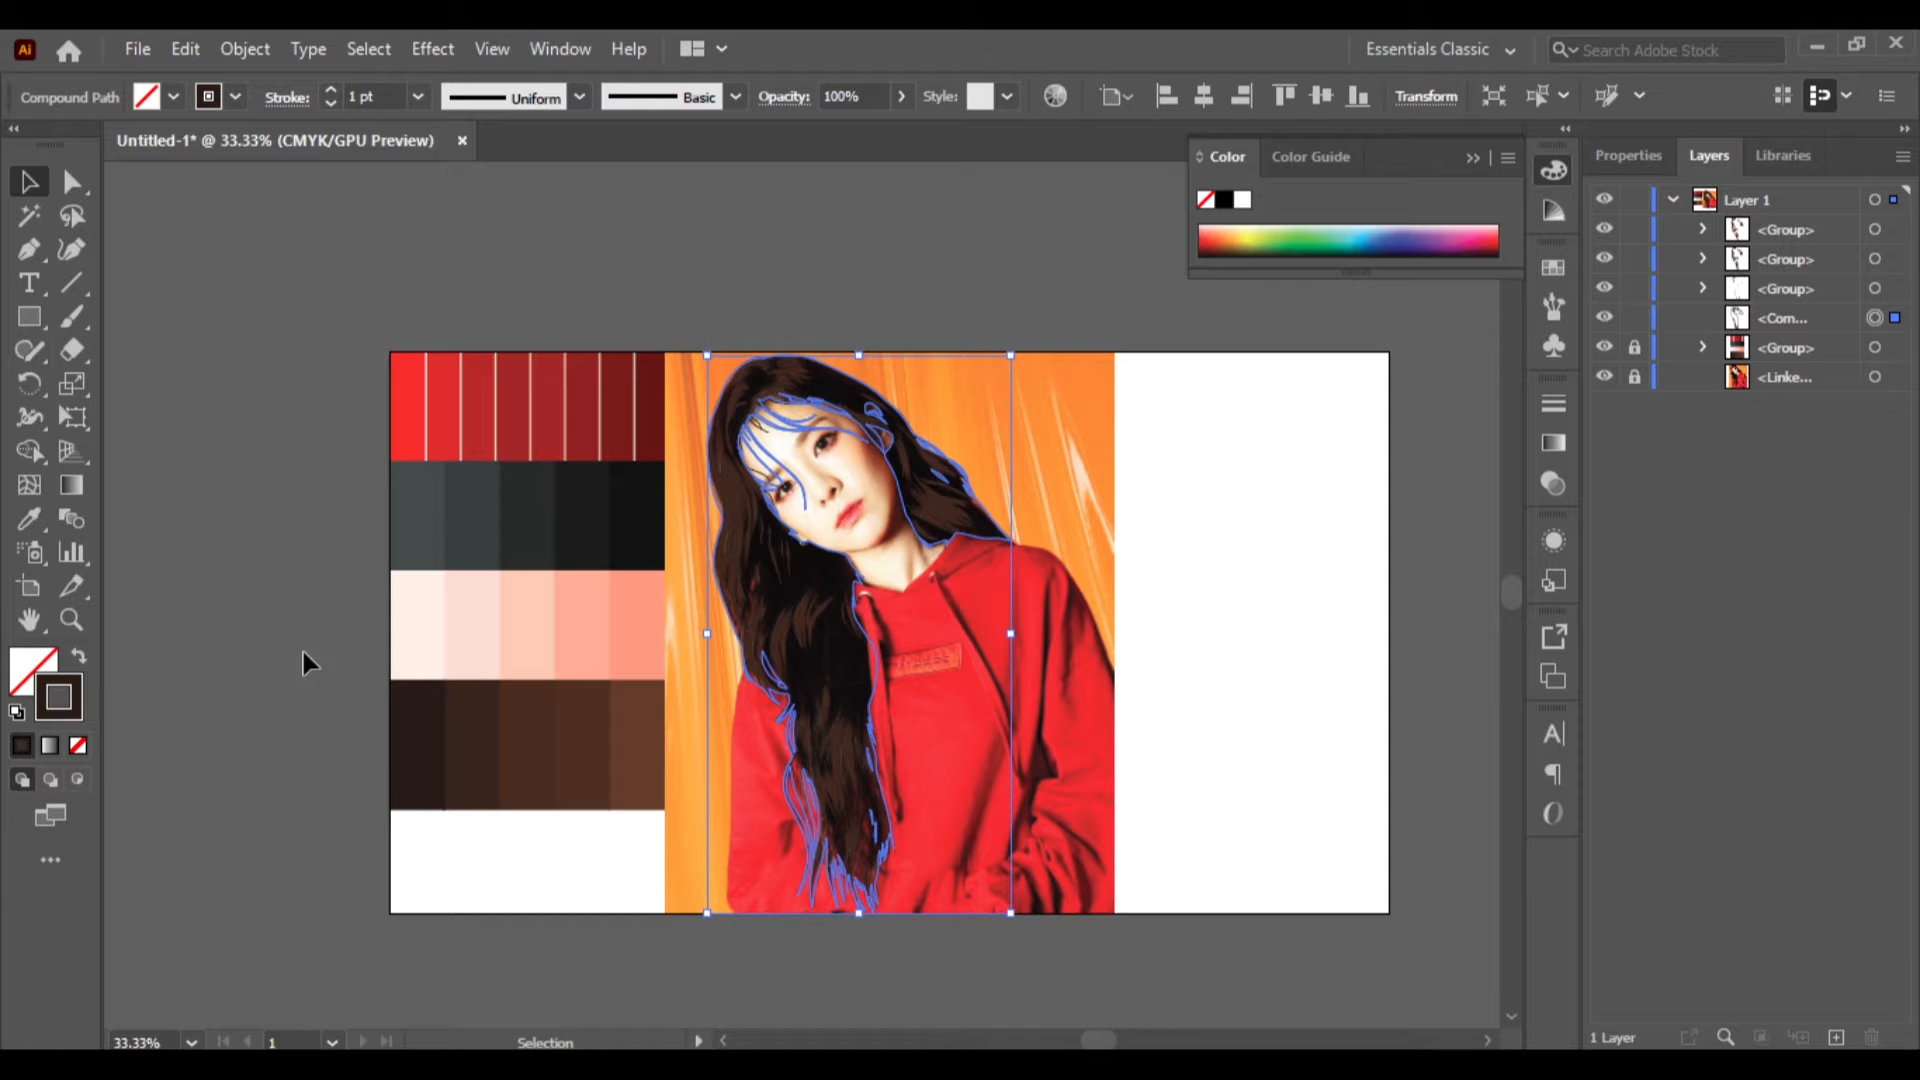 Ai File Edit Object Type Select Effect View Window Help Essentials Classic Search Adobe Stock
Compound Path Stroke: 1 pt Uniform Basic Opacity: 100% Style: Transform
Untitled-1* @ 33.33% (CMYK/GPU Preview)
Color Color Guide
Properties Layers Libraries
Layer 1
<Group>
<Group>
<Group>
<Com...
<Group>
<Linke...
33.33% 1 Selection
1 Layer